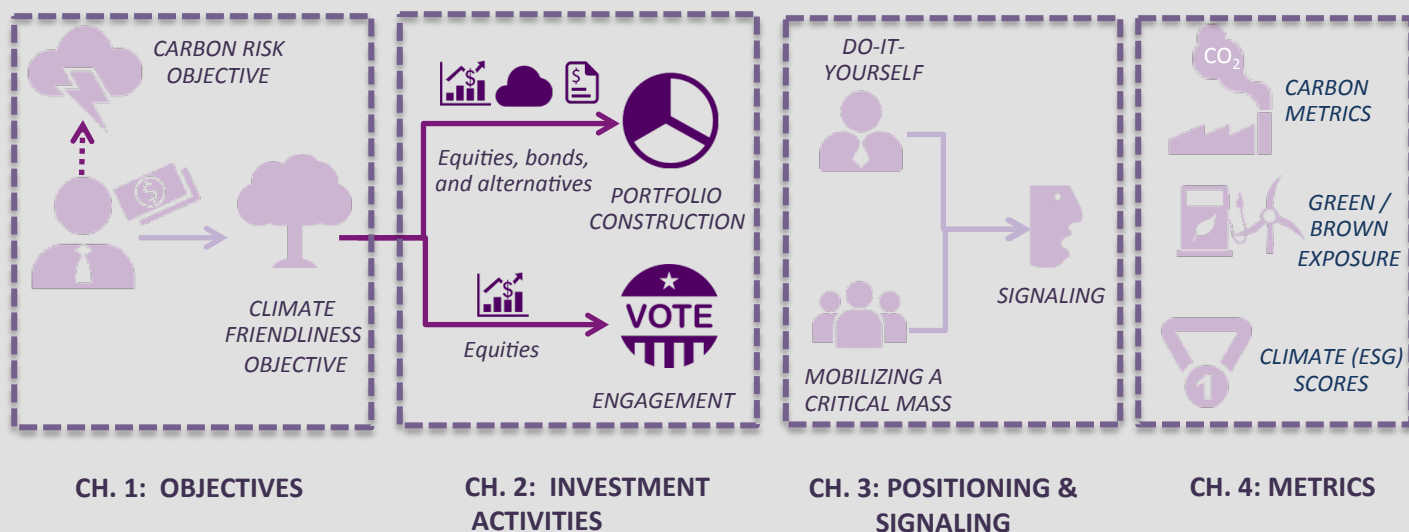 CARBON RISK
OBJECTIVE
CLIMATE
FRIENDLINESS
OBJECTIVE
$
$
Equities, bonds,
and alternatives
PORTFOLIO
CONSTRUCTION
$
Equities
VOTE
ENGAGEMENT
DO-IT-
YOURSELF
SIGNALING
MOBILIZING A
CRITICAL MASS
CO2
CARBON
METRICS
GREEN /
BROWN
EXPOSURE
1
CLIMATE (ESG)
SCORES
CH. 1: OBJECTIVES
CH. 2: INVESTMENT
ACTIVITIES
CH. 3: POSITIONING &
SIGNALING
CH. 4: METRICS